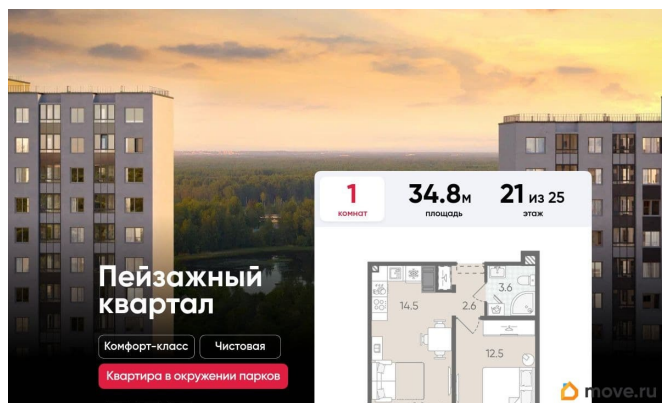 1
комнат
34.8м
площадь
21 из 25
этаж
Пейзажный
квартал
Комфорт-класс
Чистовая
Квартира в окружении парков
14.5
2.6
3.6
12.5
move.ru